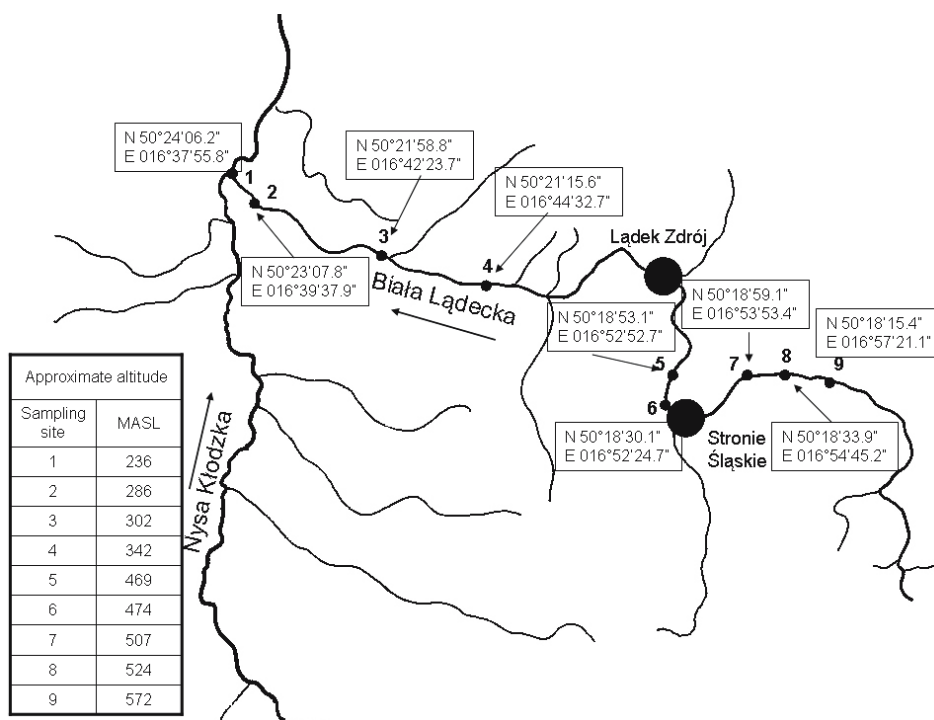 N 50°24'06.2"
E 016°37'55.8"
1
2
N 50°21'58.8"
E 016°42'23.7"
3
N 50°21'15.6"
E 016°44'32.7"
4
Lądek Zdrój
N 50°23'07.8"
E 016°39'37.9"
Biała Lądecka
N 50°18'53.1"
E 016°52'52.7"
N 50°18'59.1"
E 016°53'53.4"
N 50°18'15.4"
E 016°57'21.1"
5
7
8
9
6
N 50°18'30.1"
E 016°52'24.7"
Stronie
Śląskie
N 50°18'33.9"
E 016°54'45.2"
Nysa Kłodzka
Approximate altitude
Sampling site MASL
1 236
2 286
3 302
4 342
5 469
6 474
7 507
8 524
9 572